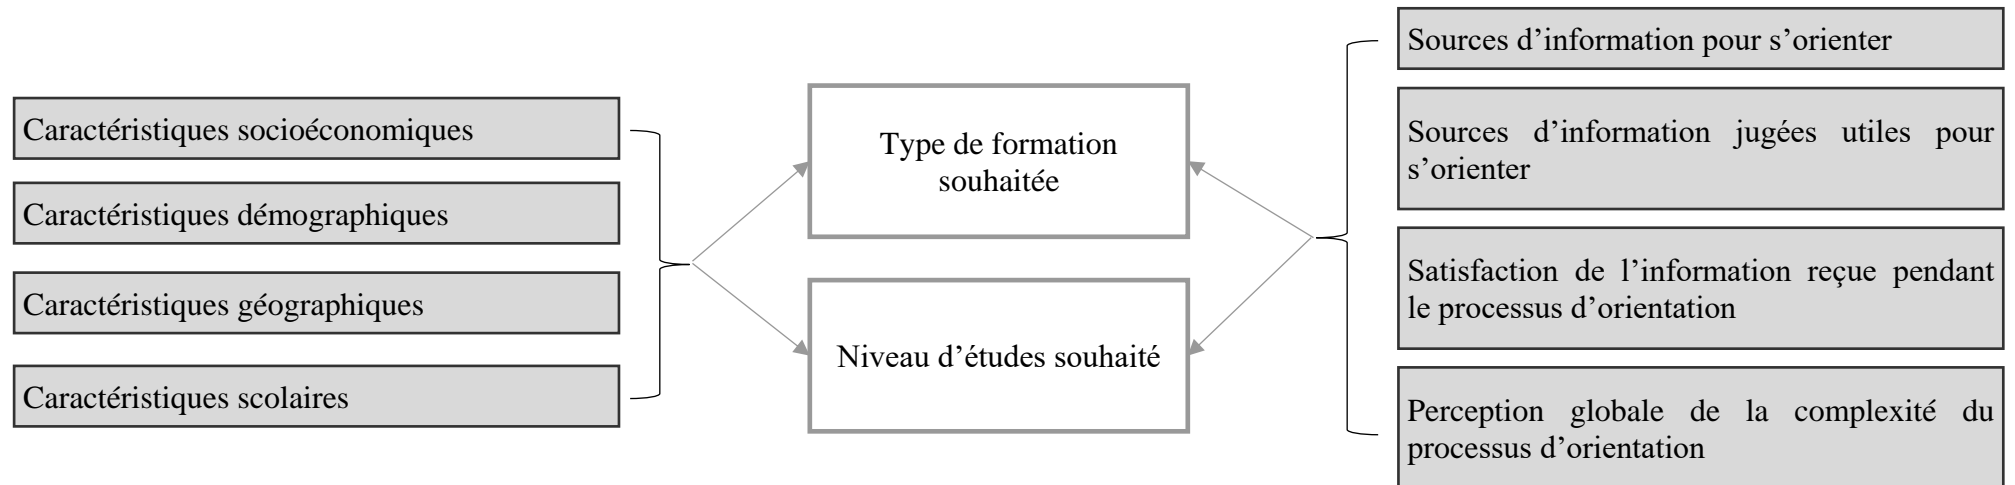 Caractéristiques socioéconomiques
Caractéristiques démographiques
Caractéristiques géographiques
Caractéristiques scolaires
Type de formation
souhaitée
Niveau d’études souhaité
Sources d’information pour s’orienter
Sources d’information jugées utiles pour
s’orienter
Satisfaction de l’information reçue pendant
le processus d’orientation
Perception globale de la complexité du
processus d’orientation